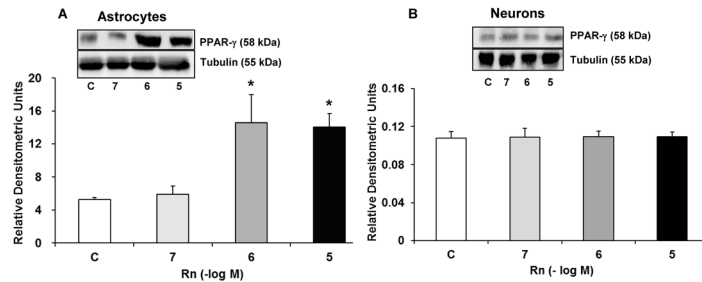 A
Astrocytes
PPAR-γ (58 kDa)
Tubulin (55 kDa)
C 7 6 5
Relative Densitometric Units
20
16
12
8
4
0
* *
C 7 6 5
Rn (-log M)
B
Neurons
PPAR-γ (58 kDa)
Tubulin (55 kDa)
C 7 6 5
Relative Densitometric Units
0.16
0.12
0.08
0.04
0
C 7 6 5
Rn (- log M)